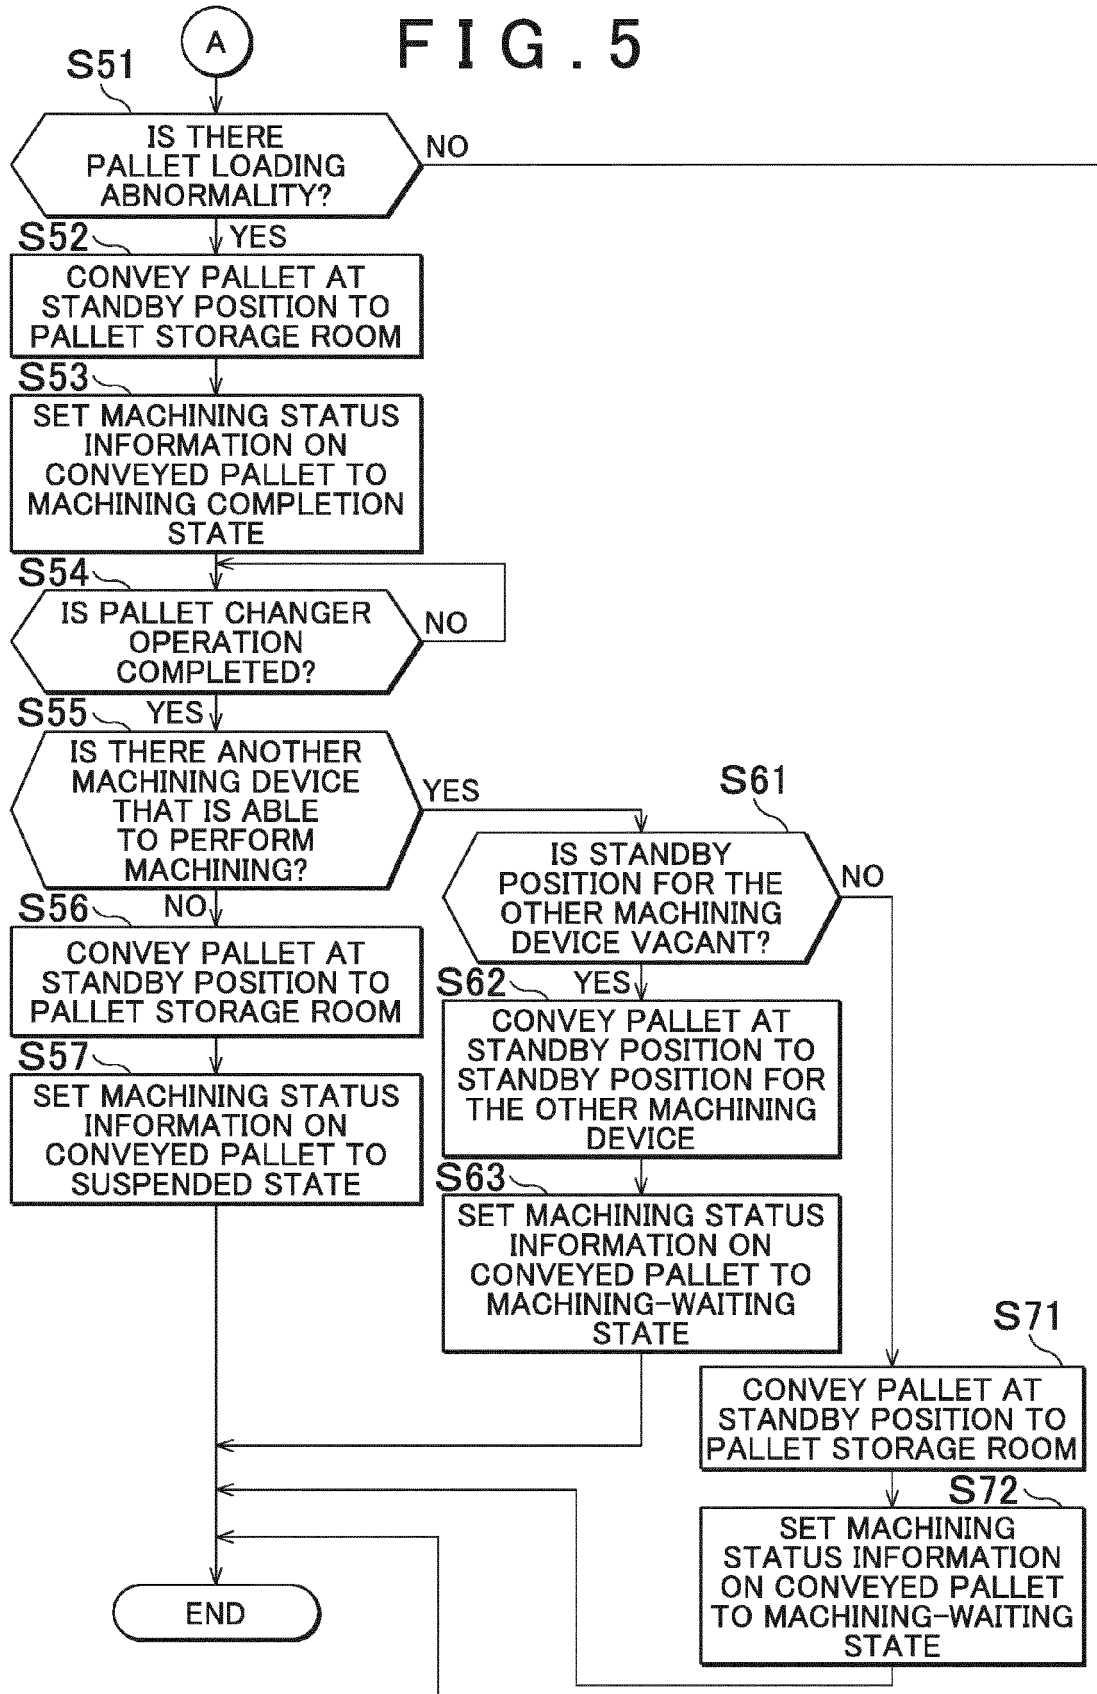 A
FIG.5
S51
IS THERE
PALLET LOADING
ABNORMALITY?
NO
YES
S52
CONVEY PALLET AT
STANDBY POSITION TO
PALLET STORAGE ROOM
S53
SET MACHINING STATUS
INFORMATION ON
CONVEYED PALLET TO
MACHINING COMPLETION
STATE
S54
IS PALLET CHANGER
OPERATION
COMPLETED?
NO
YES
S55
IS THERE ANOTHER
MACHINING DEVICE
THAT IS ABLE
TO PERFORM
MACHINING?
YES
NO
S56
CONVEY PALLET AT
STANDBY POSITION TO
PALLET STORAGE ROOM
S57
SET MACHINING STATUS
INFORMATION ON
CONVEYED PALLET TO
SUSPENDED STATE
S61
IS STANDBY
POSITION FOR THE
OTHER MACHINING
DEVICE VACANT?
NO
YES
S62
CONVEY PALLET AT
STANDBY POSITION TO
STANDBY POSITION FOR
THE OTHER MACHINING
DEVICE
S63
SET MACHINING STATUS
INFORMATION ON
CONVEYED PALLET TO
MACHINING-WAITING
STATE
S71
CONVEY PALLET AT
STANDBY POSITION TO
PALLET STORAGE ROOM
S72
SET MACHINING
STATUS INFORMATION
ON CONVEYED PALLET
TO MACHINING-WAITING
STATE
END